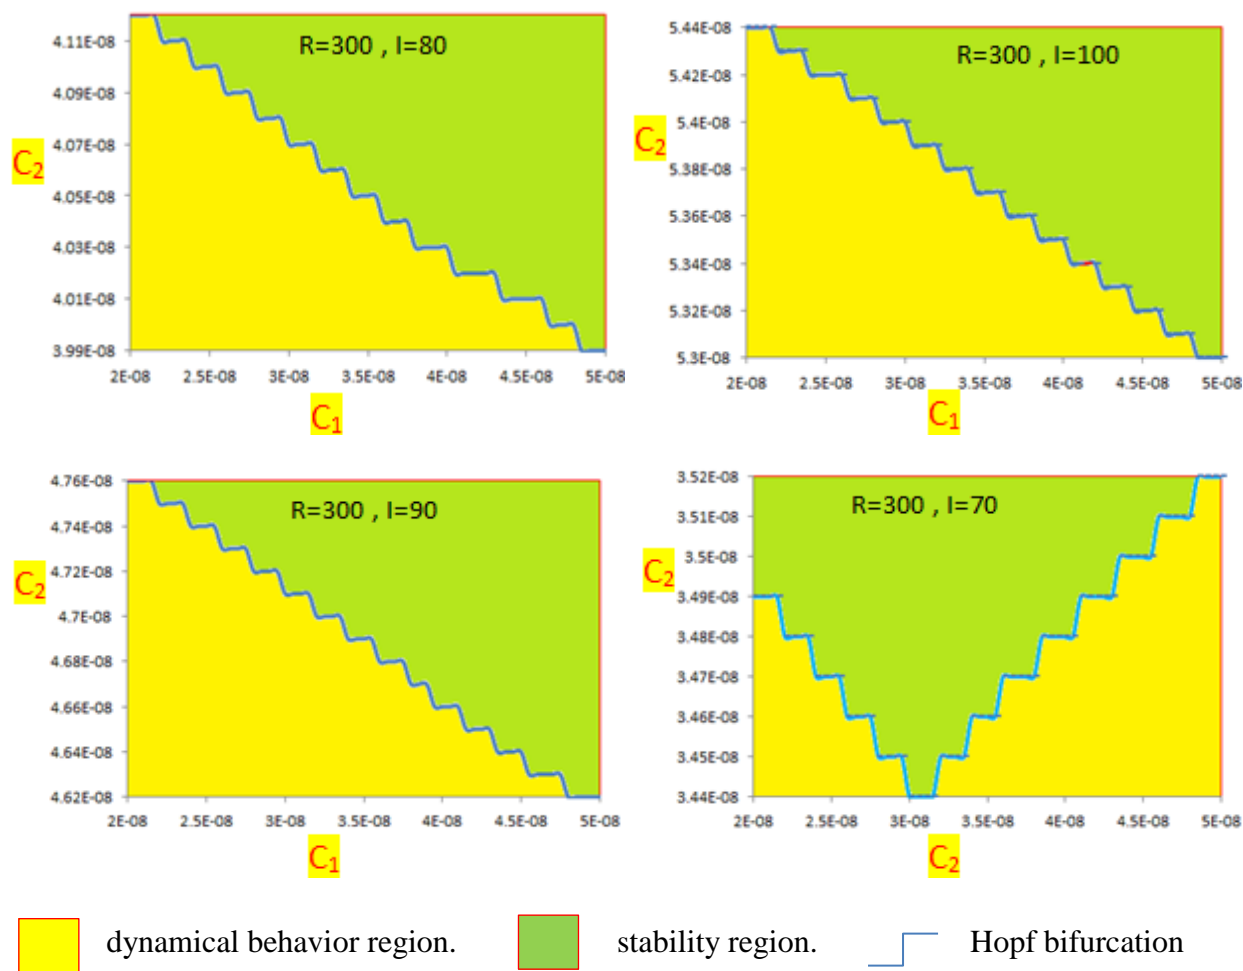 R=300 , I=80
4.11E-08
4.09E-08
4.07E-08
4.05E-08
4.03E-08
4.01E-08
3.99E-08
C2
2E-08 2.5E-08 3E-08 3.5E-08 4E-08 4.5E-08 5E-08
C1
R=300 , I=100
5.44E-08
5.42E-08
5.4E-08
5.38E-08
5.36E-08
5.34E-08
5.32E-08
5.3E-08
C2
2E-08 2.5E-08 3E-08 3.5E-08 4E-08 4.5E-08 5E-08
C1
R=300 , I=90
4.76E-08
4.74E-08
4.72E-08
4.7E-08
4.68E-08
4.66E-08
4.64E-08
4.62E-08
C2
2E-08 2.5E-08 3E-08 3.5E-08 4E-08 4.5E-08 5E-08
C1
R=300 , I=70
3.52E-08
3.51E-08
3.5E-08
3.49E-08
3.48E-08
3.47E-08
3.46E-08
3.45E-08
3.44E-08
C2
2E-08 2.5E-08 3E-08 3.5E-08 4E-08 4.5E-08 5E-08
C2
dynamical behavior region. stability region. Hopf bifurcation